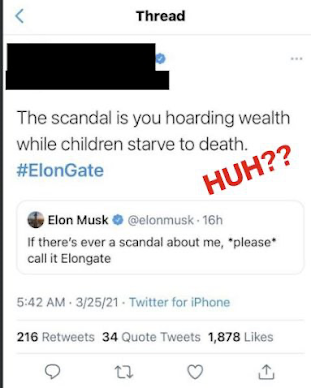 Thread
The scandal is you hoarding wealth
while children starve to death.
#ElonGate
HUH??
Elon Musk @elonmusk · 16h
If there's ever a scandal about me, *please*
call it Elongate
5:42 AM · 3/25/21 · Twitter for iPhone
216 Retweets 34 Quote Tweets 1,878 Likes